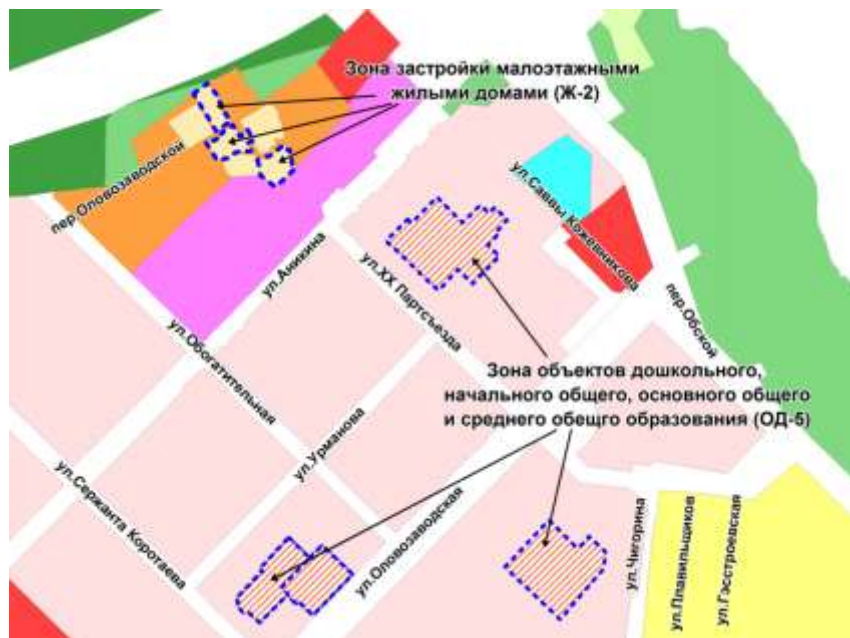 Зона застройки малоэтажными
жилыми домами (Ж-2)
пер.Оловозаводской
ул.Саввы Кожевникова
ул.Аникина
ул.ХХ Партсъезда
пер.Обской
ул.Обогатительная
Зона объектов дошкольного,
начального общего, основного общего
и среднего обещго образования (ОД-5)
ул.Урманова
ул.Сержанта Коротаева
ул.Оловозаводская
ул.Чигорина
ул.Плавильщиков
ул.Гэсстроевская